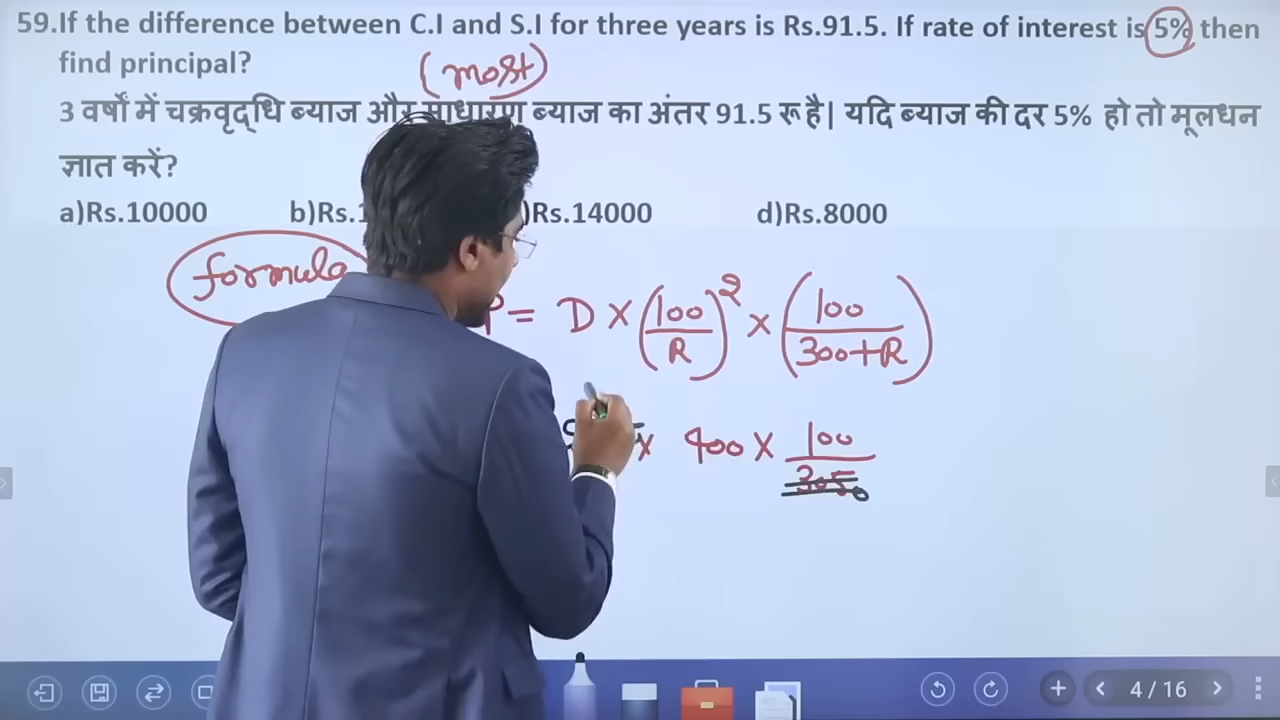 59.If the difference between C.I and S.I for three years is Rs.91.5. If rate of interest is 5% then
find principal?
(most)
3 वर्षों में चक्रवृद्धि ब्याज और साधारण ब्याज का अंतर 91.5 रू है| यदि ब्याज की दर 5% हो तो मूलधन
ज्ञात करें?
a)Rs.10000 b)Rs. )Rs.14000 d)Rs.8000
formula
= D × (100/R)² × (100/300+R)
× 400 × 100/3050
4 / 16